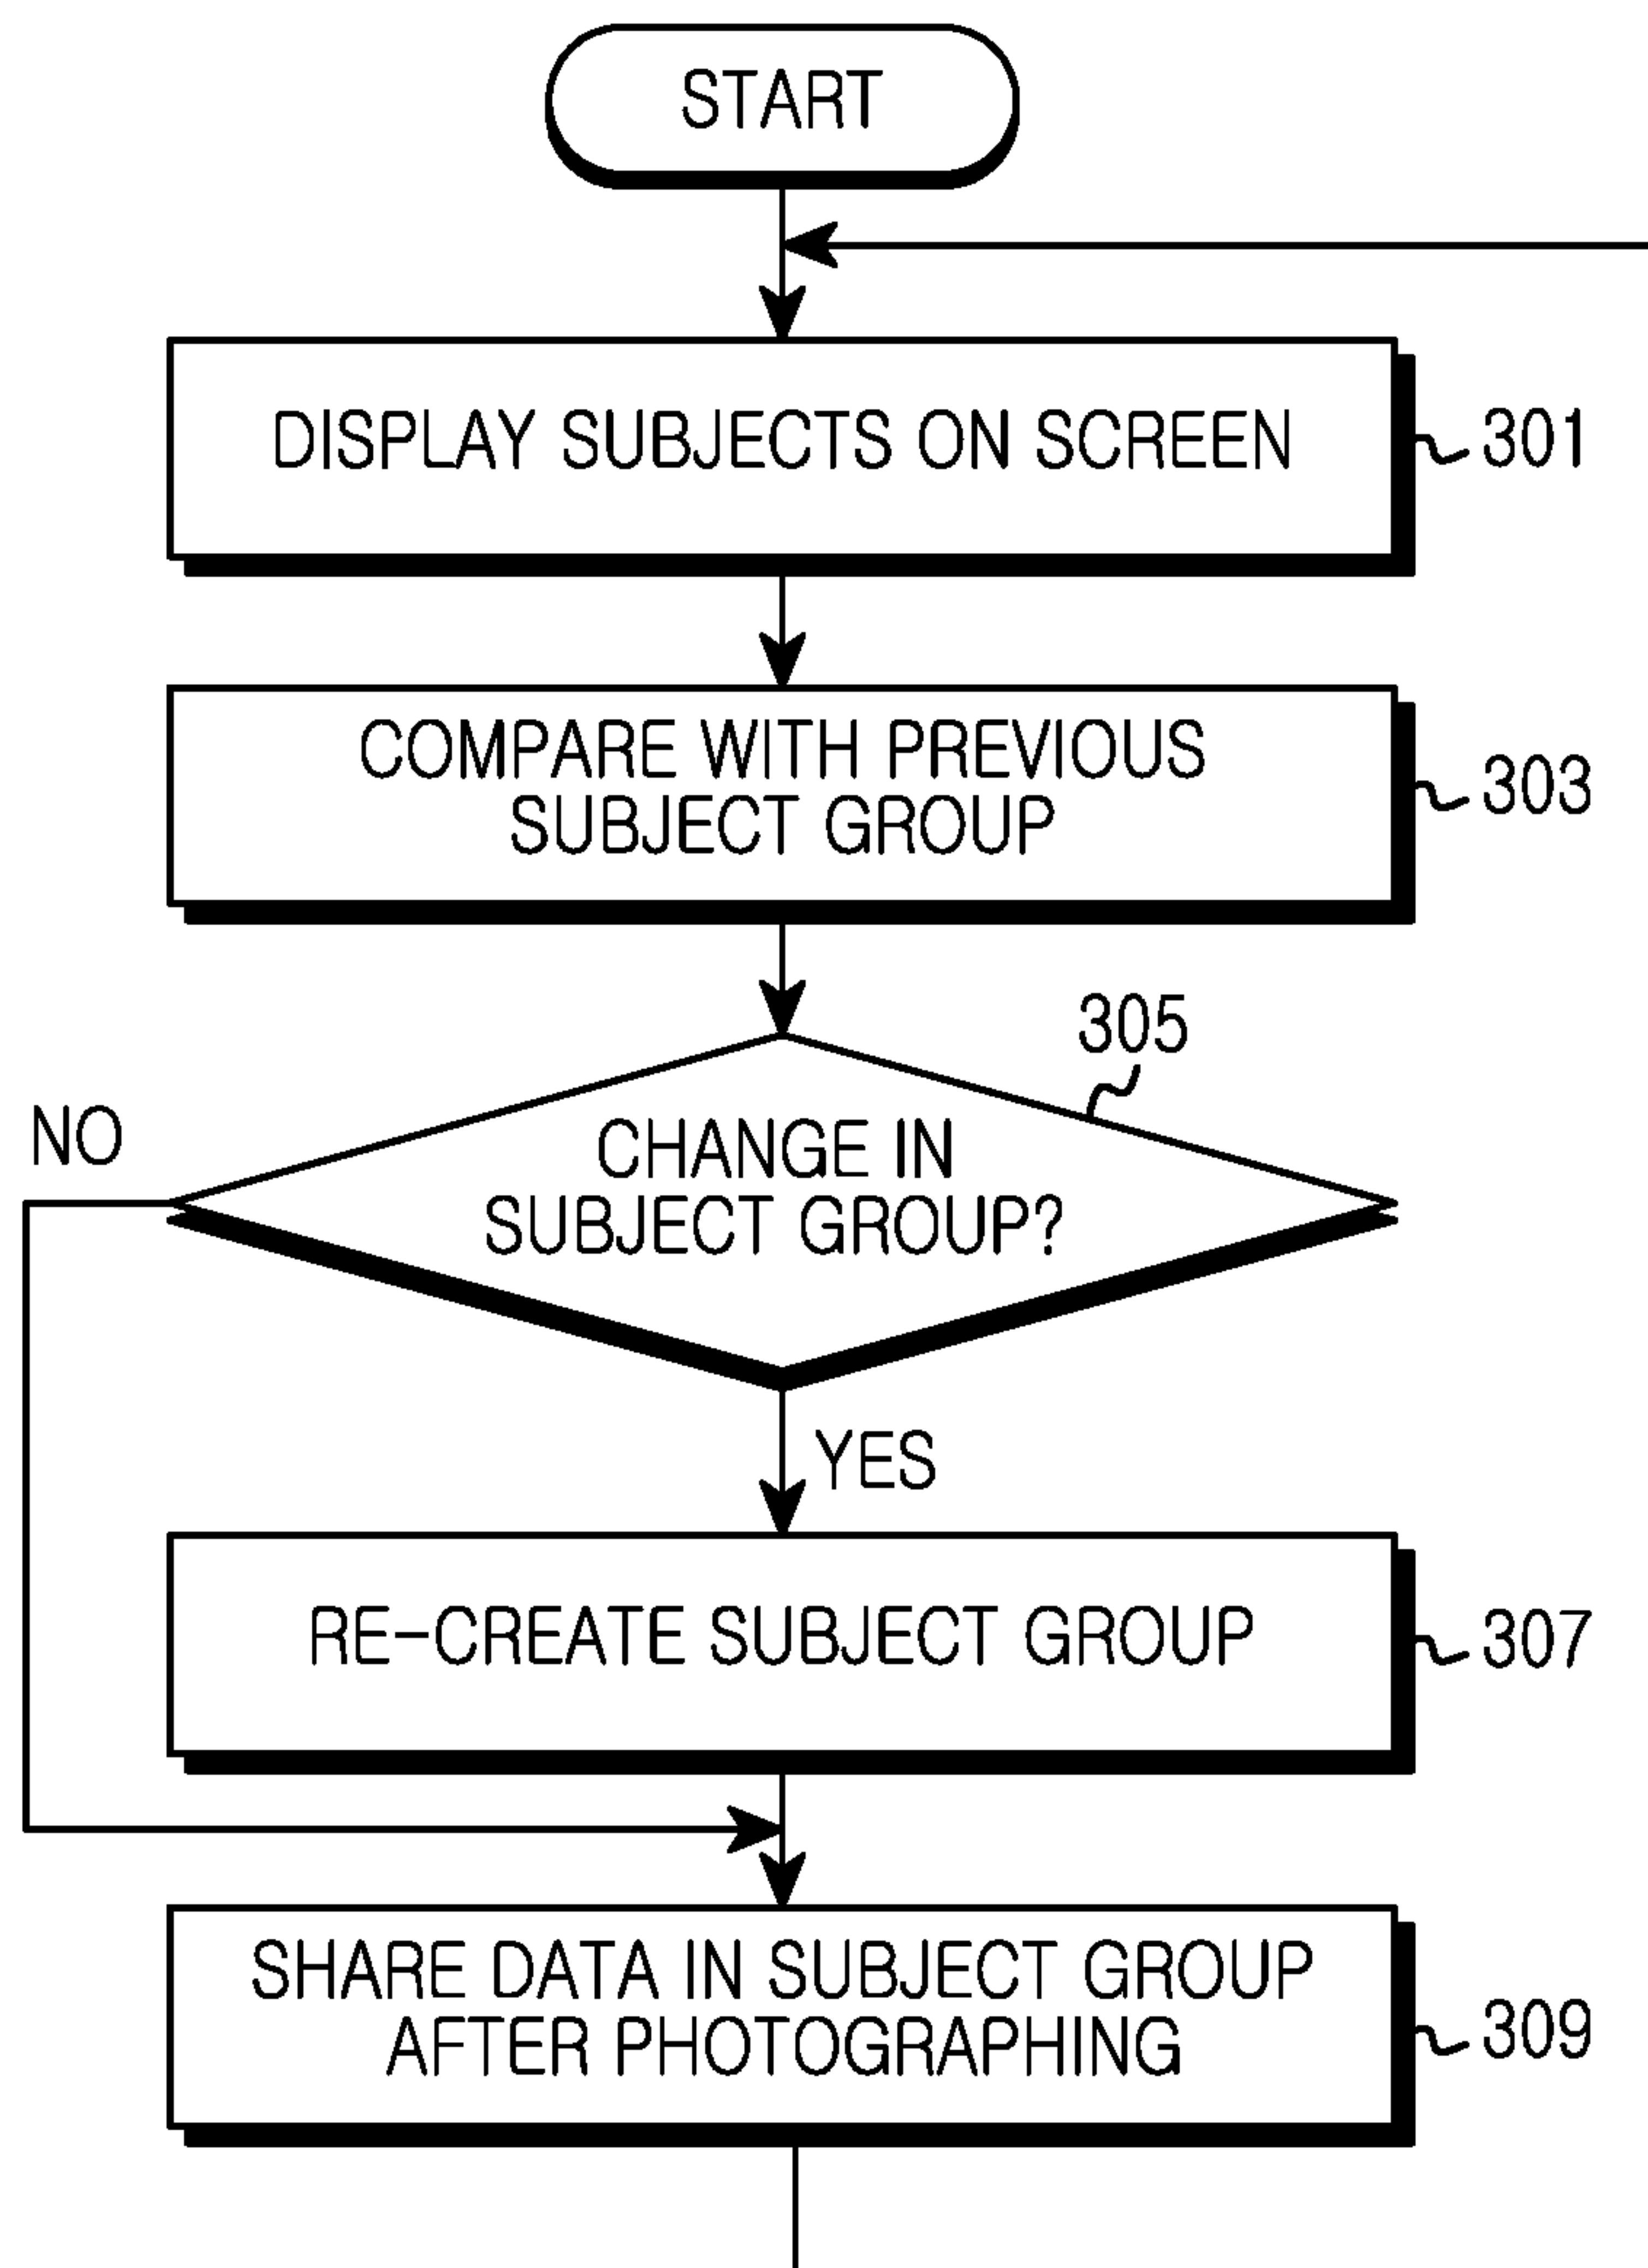 START
DISPLAY SUBJECTS ON SCREEN
301
COMPARE WITH PREVIOUS
SUBJECT GROUP
303
305
NO
CHANGE IN
SUBJECT GROUP?
YES
RE-CREATE SUBJECT GROUP
307
SHARE DATA IN SUBJECT GROUP
AFTER PHOTOGRAPHING
309